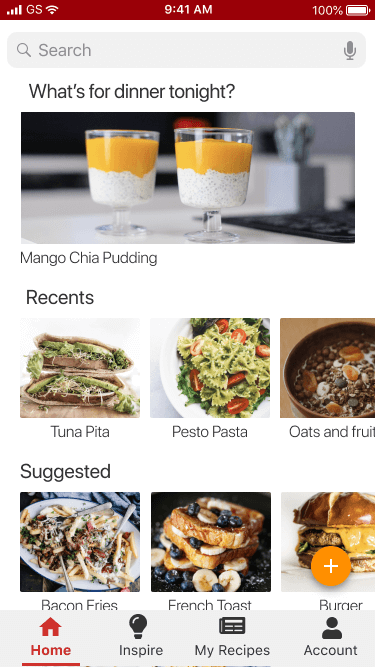 GS 9:41 AM 100%
Search
What's for dinner tonight?
Mango Chia Pudding
Recents
Tuna Pita Pesto Pasta Oats and fruit
Suggested
Bacon Fries French Toast Burger
Home Inspire My Recipes Account